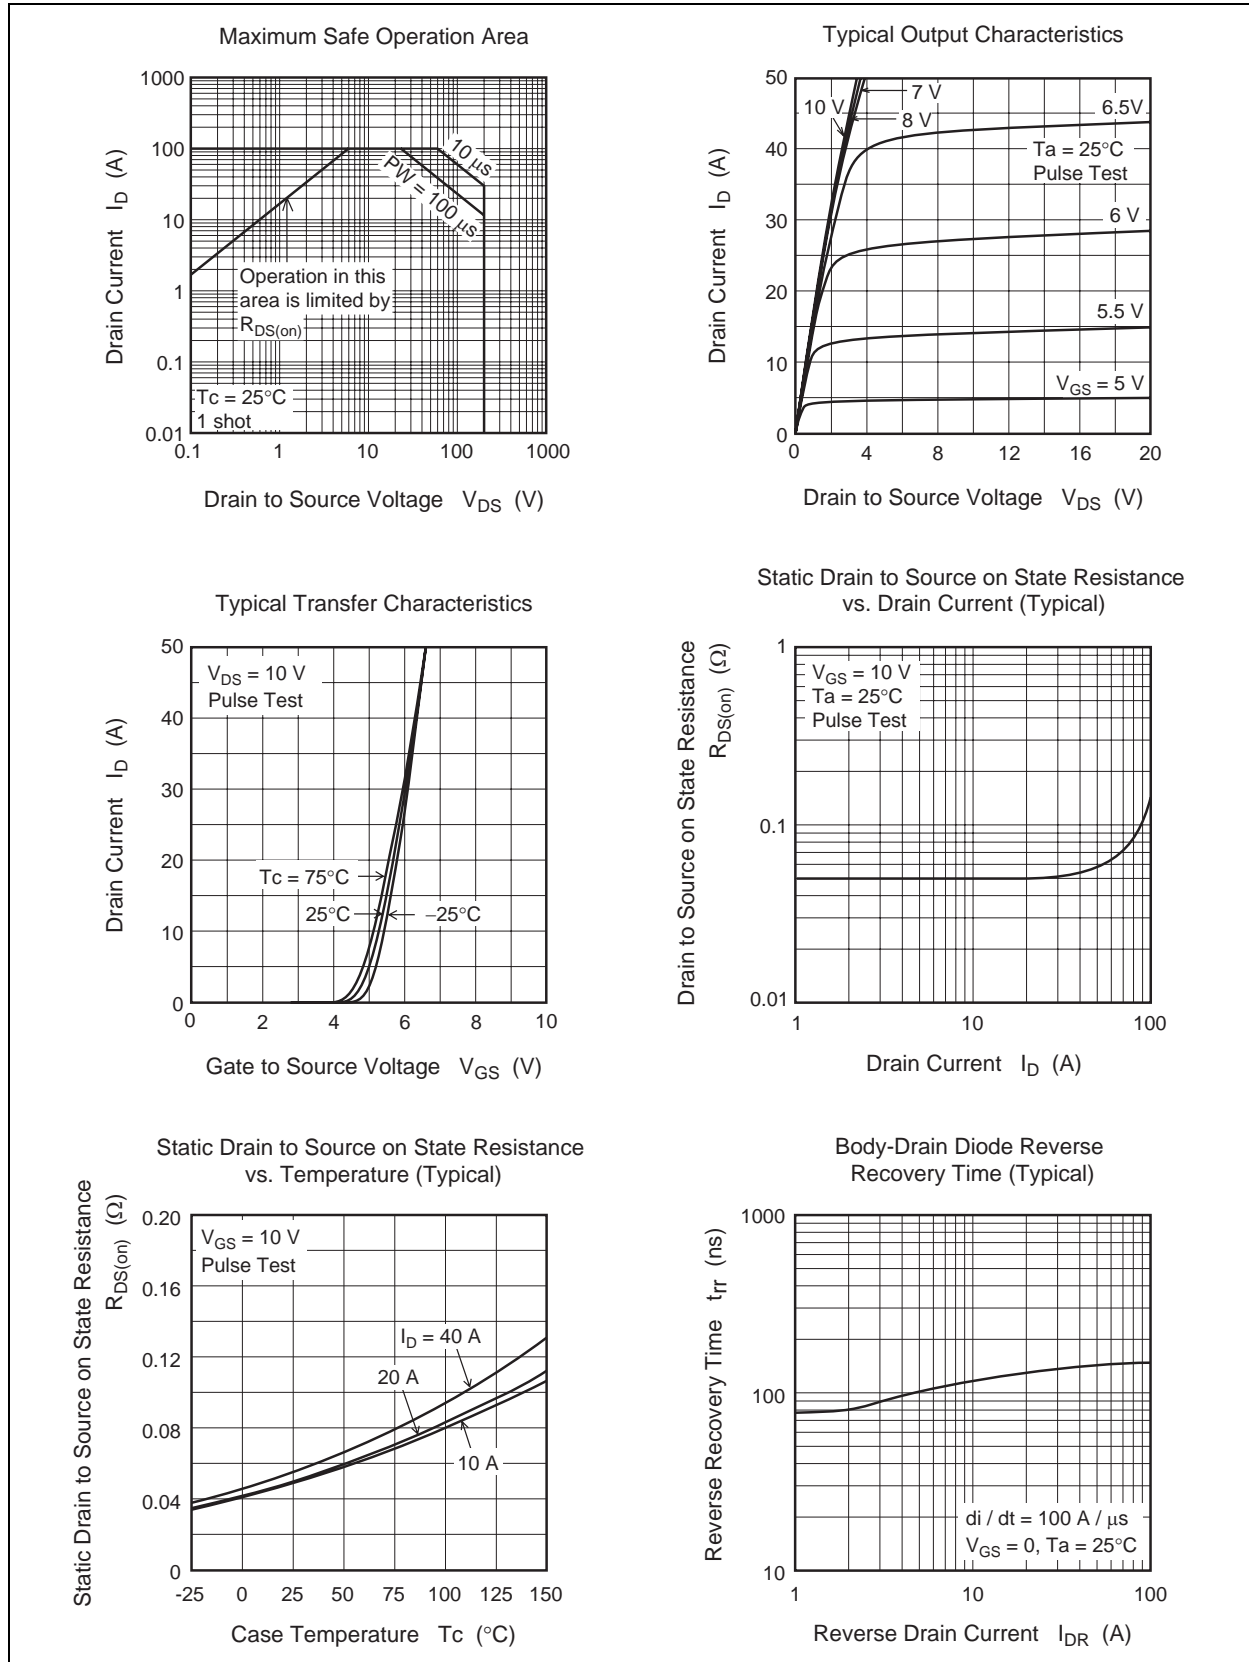 Maximum Safe Operation Area
Drain Current I_D (A)
1000
100
10
1
0.1
0.01
10 μs
PW = 100 μs
Operation in this
area is limited by
R_DS(on)
Tc = 25°C
1 shot
0.1 1 10 100 1000
Drain to Source Voltage V_DS (V)
Typical Output Characteristics
Drain Current I_D (A)
50
40
30
20
10
0
10 V
7 V
8 V
6.5V
Ta = 25°C
Pulse Test
6 V
5.5 V
V_GS = 5 V
0 4 8 12 16 20
Drain to Source Voltage V_DS (V)
Typical Transfer Characteristics
Drain Current I_D (A)
50
40
30
20
10
0
V_DS = 10 V
Pulse Test
Tc = 75°C
25°C
−25°C
0 2 4 6 8 10
Gate to Source Voltage V_GS (V)
Static Drain to Source on State Resistance
vs. Drain Current (Typical)
Drain to Source on State Resistance
R_DS(on) (Ω)
1
0.1
0.01
V_GS = 10 V
Ta = 25°C
Pulse Test
1 10 100
Drain Current I_D (A)
Static Drain to Source on State Resistance
vs. Temperature (Typical)
Static Drain to Source on State Resistance
R_DS(on) (Ω)
0.20
0.16
0.12
0.08
0.04
0
V_GS = 10 V
Pulse Test
I_D = 40 A
20 A
10 A
-25 0 25 50 75 100 125 150
Case Temperature Tc (°C)
Body-Drain Diode Reverse
Recovery Time (Typical)
Reverse Recovery Time t_rr (ns)
1000
100
10
di / dt = 100 A / μs
V_GS = 0, Ta = 25°C
1 10 100
Reverse Drain Current I_DR (A)